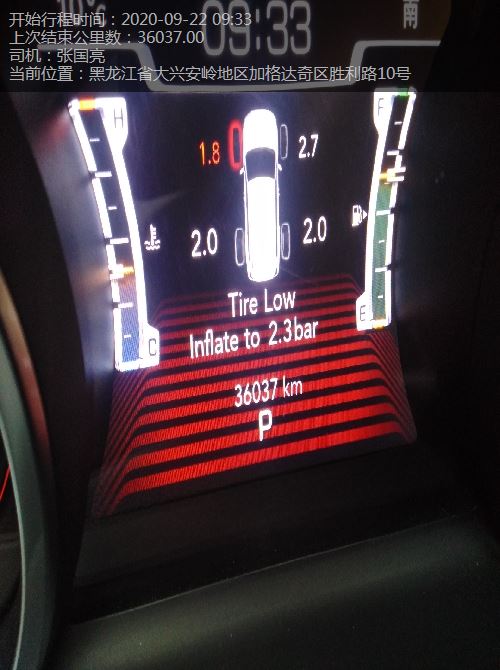 开始行程时间：2020-09-22 09:33
上次结束公里数：36037.00
司机：张国亮
当前位置：黑龙江省大兴安岭地区加格达奇区胜利路10号
09:33
南
H
F
1.8
2.7
2.0
2.0
C
E
Tire Low
Inflate to 2.3bar
36037 km
P